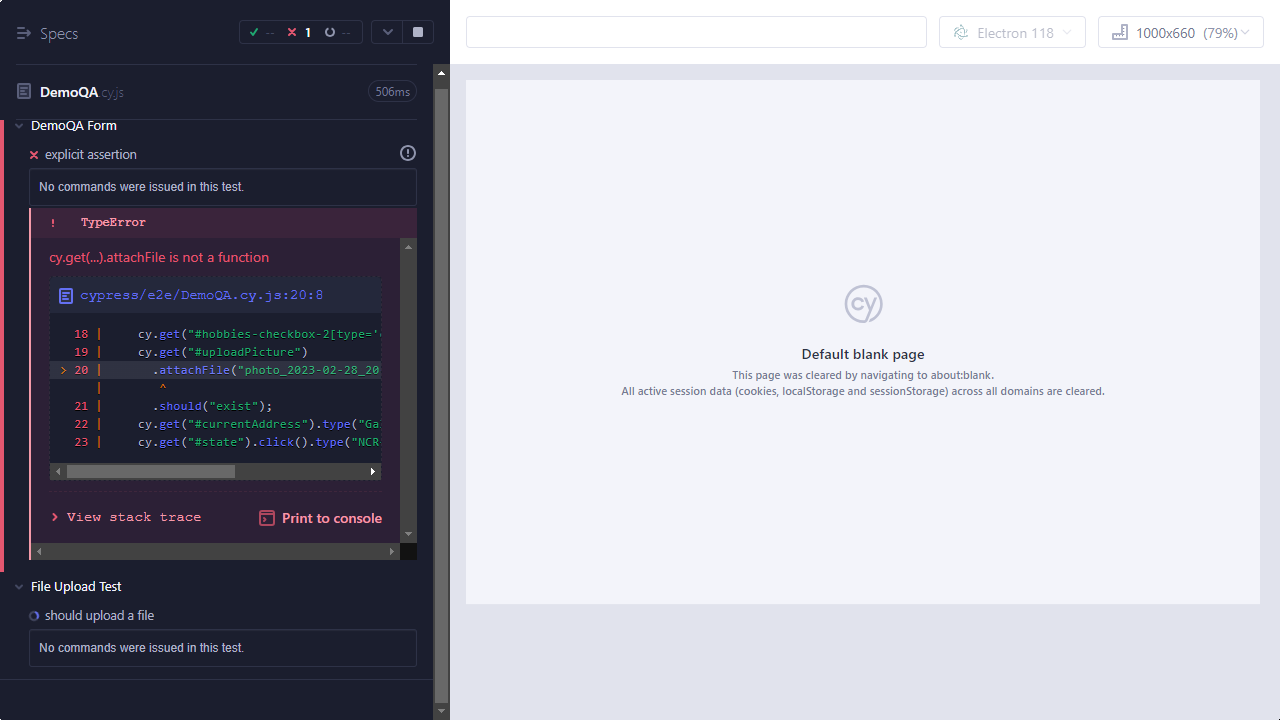 Specs
-- 1 --
DemoQA.cy.js 506ms
DemoQA Form
explicit assertion
No commands were issued in this test.
! TypeError
cy.get(...).attachFile is not a function
cypress/e2e/DemoQA.cy.js:20:8
18 | cy.get("#hobbies-checkbox-2[type='
19 | cy.get("#uploadPicture")
> 20 | .attachFile("photo_2023-02-28_20
| ^
21 | .should("exist");
22 | cy.get("#currentAddress").type("Ga
23 | cy.get("#state").click().type("NCR
> View stack trace
Print to console
File Upload Test
should upload a file
No commands were issued in this test.
Electron 118
1000x660 (79%)
cy
Default blank page
This page was cleared by navigating to about:blank.
All active session data (cookies, localStorage and sessionStorage) across all domains are cleared.